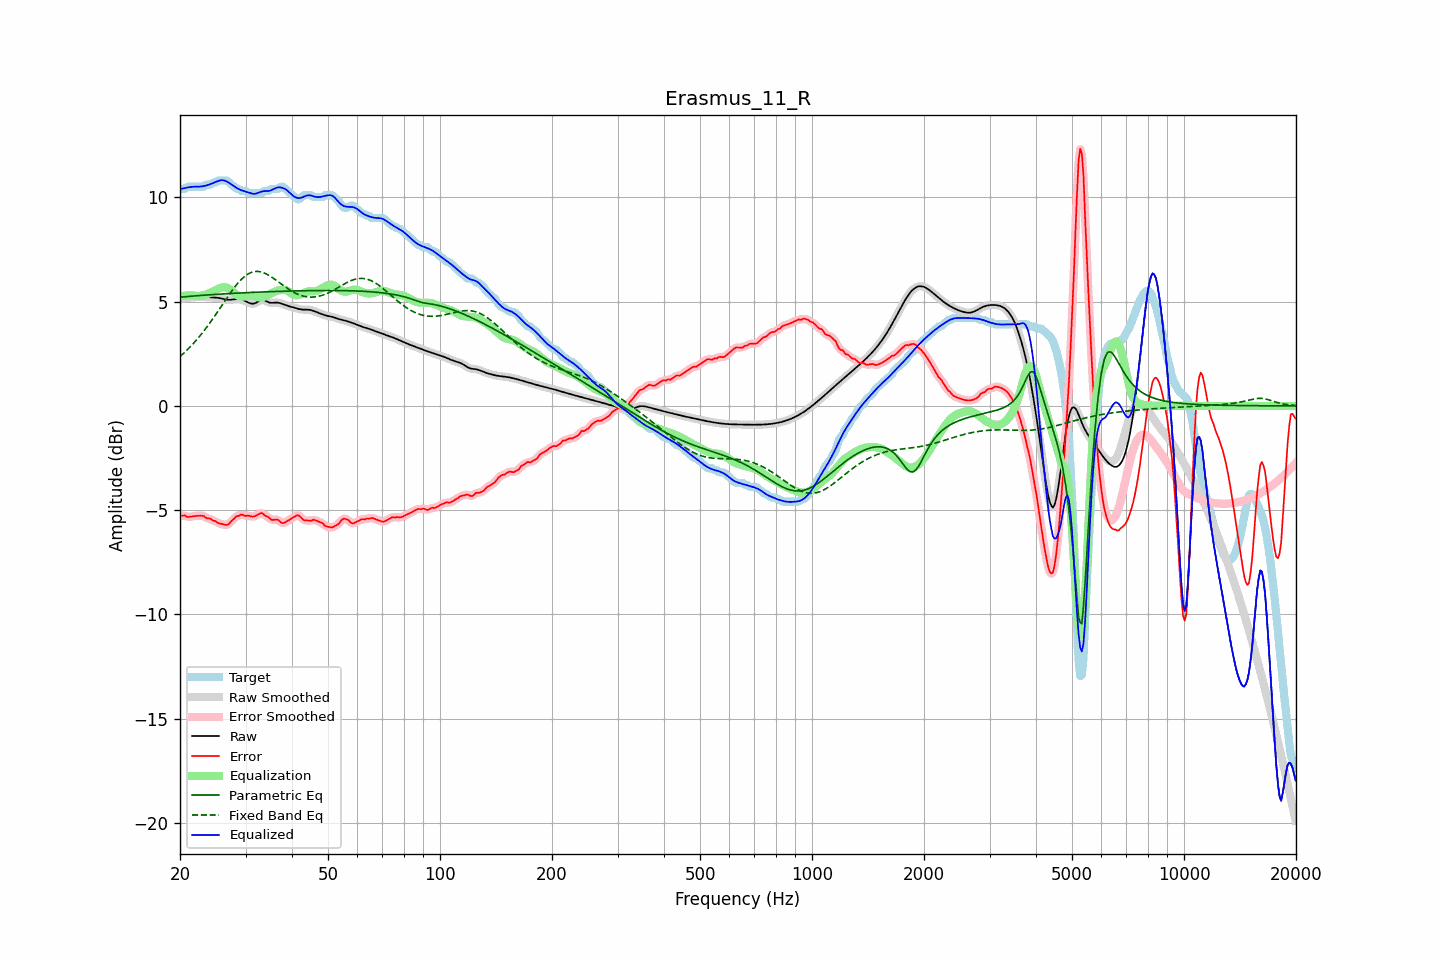 Erasmus_11_R
Amplitude (dBr)
10
5
0
−5
−10
−15
−20
Target
Raw Smoothed
Error Smoothed
Raw
Error
Equalization
Parametric Eq
Fixed Band Eq
Equalized
20 50 100 200 500 1000 2000 5000 10000 20000
Frequency (Hz)